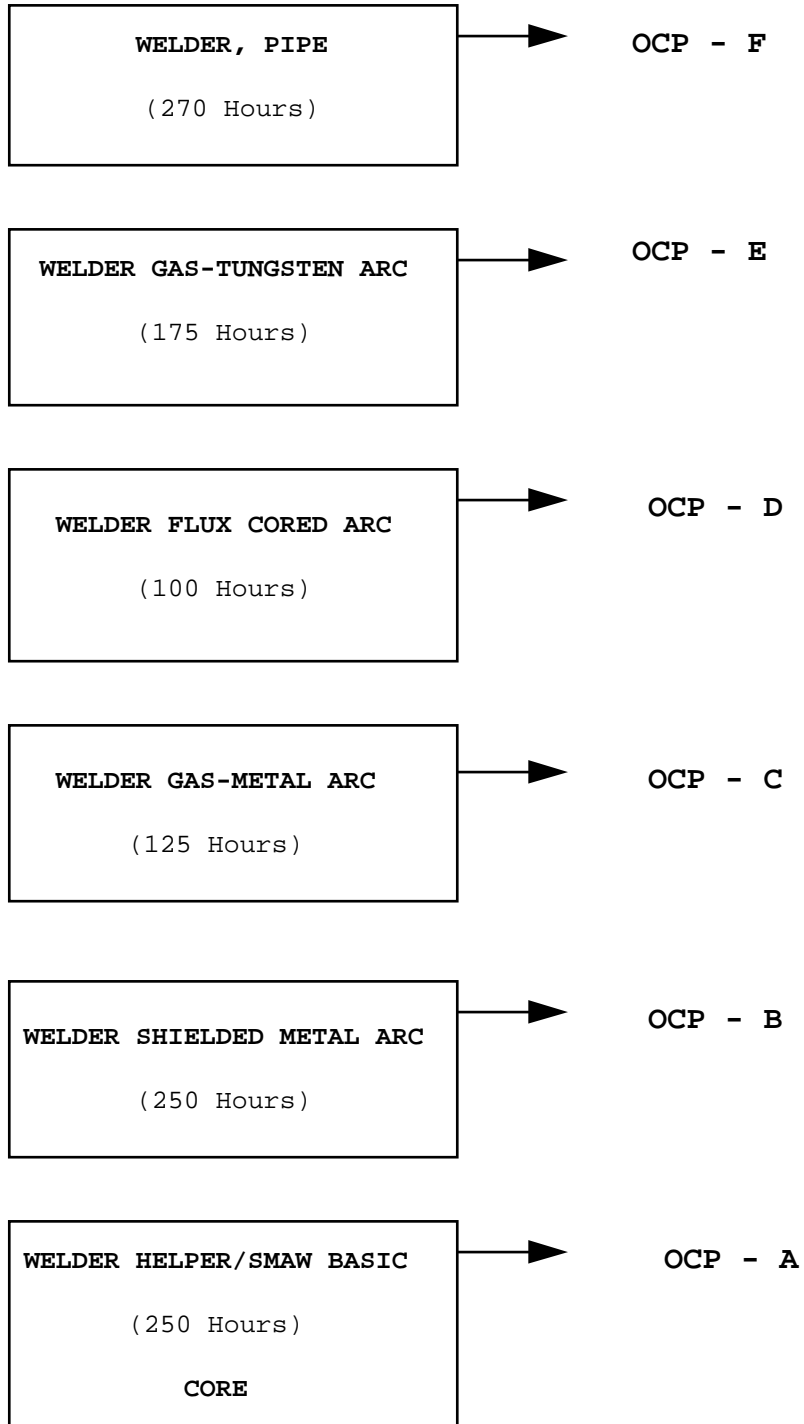 WELDER, PIPE
OCP - F
(270 Hours)
WELDER GAS-TUNGSTEN ARC
OCP - E
(175 Hours)
WELDER FLUX CORED ARC
OCP - D
(100 Hours)
WELDER GAS-METAL ARC
OCP - C
(125 Hours)
WELDER SHIELDED METAL ARC
OCP - B
(250 Hours)
WELDER HELPER/SMAW BASIC
OCP - A
(250 Hours)
CORE